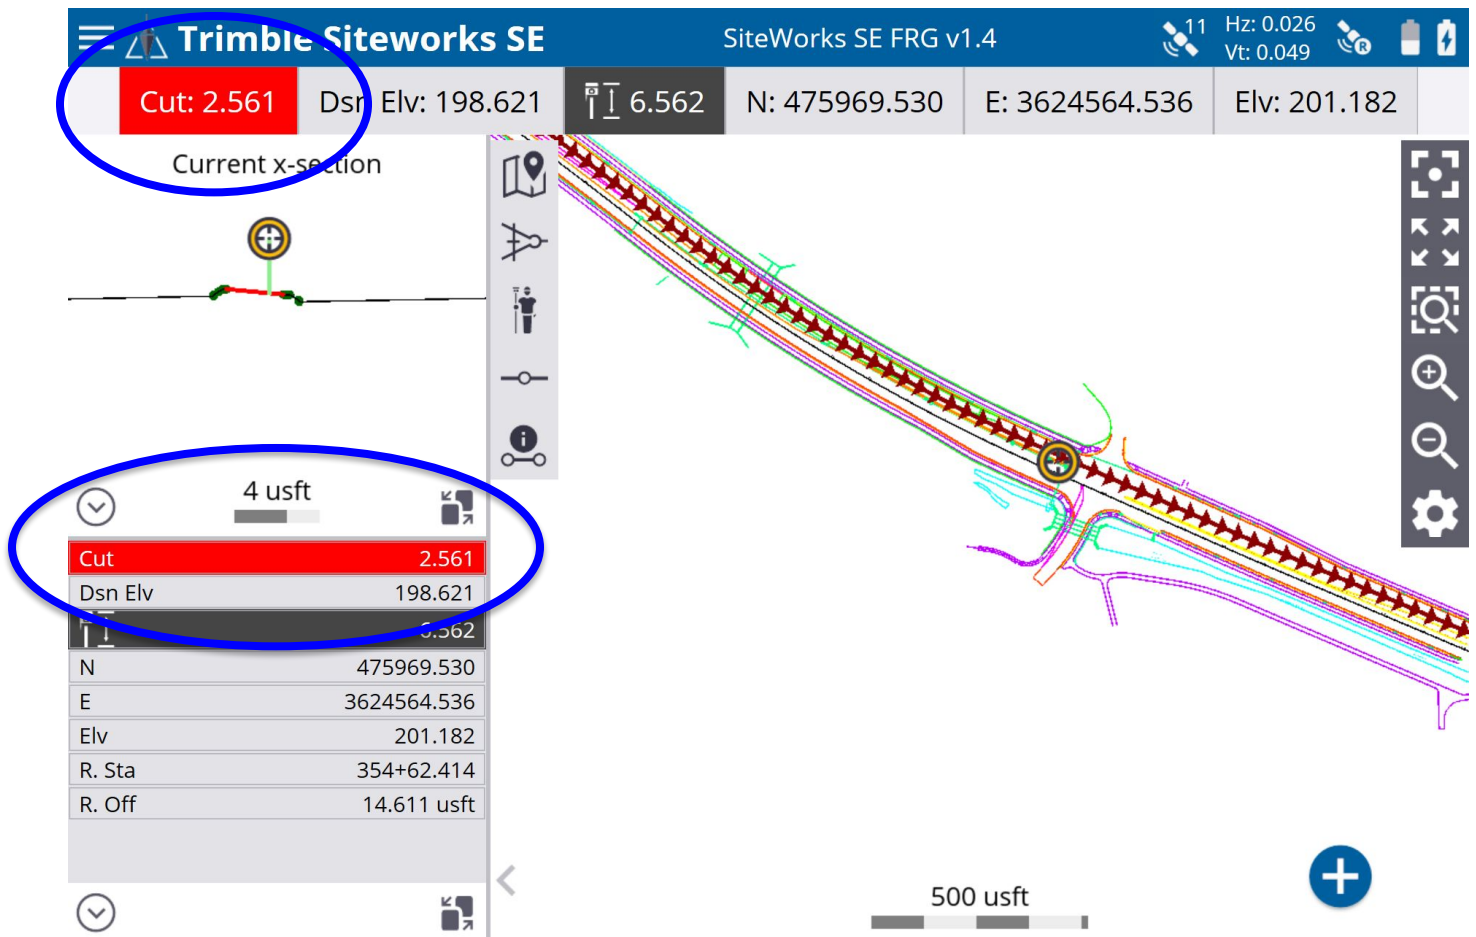 Trimble Siteworks SE
SiteWorks SE FRG v1.4
11
Hz: 0.026
Vt: 0.049
R
Cut: 2.561
Dsn Elv: 198.621
6.562
N: 475969.530
E: 3624564.536
Elv: 201.182
Current x-section
4 usft
Cut 2.561
Dsn Elv 198.621
6.562
N 475969.530
E 3624564.536
Elv 201.182
R. Sta 354+62.414
R. Off 14.611 usft
500 usft